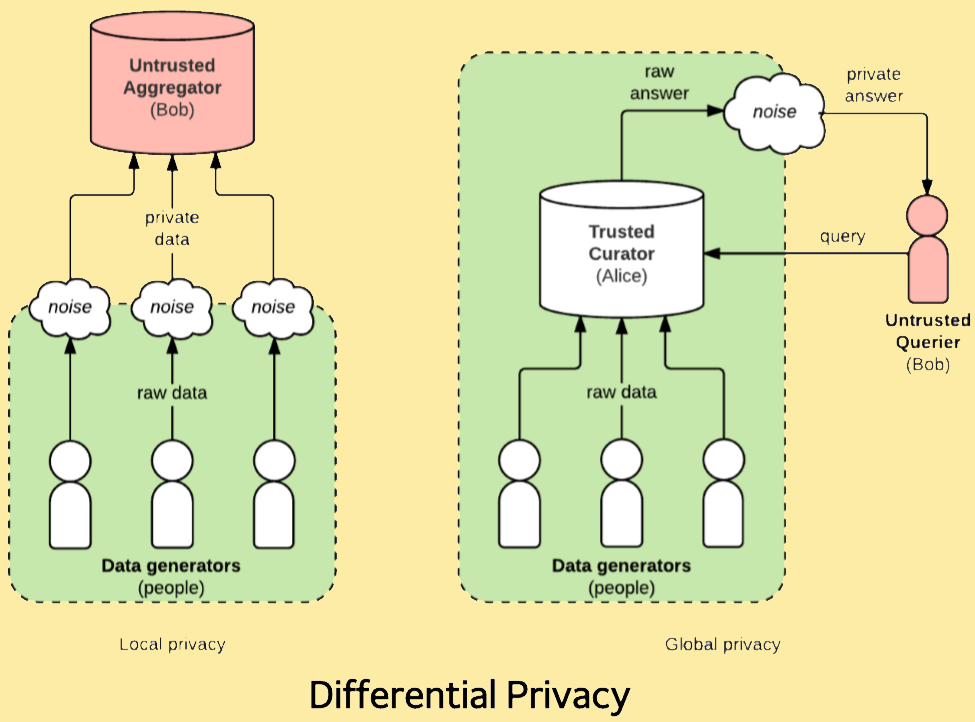 Untrusted
Aggregator
(Bob)
private
data
noise
noise
noise
raw data
Data generators
(people)
Local privacy
raw
answer
noise
private
answer
Trusted
Curator
(Alice)
query
Untrusted
Querier
(Bob)
raw data
Data generators
(people)
Global privacy
Differential Privacy